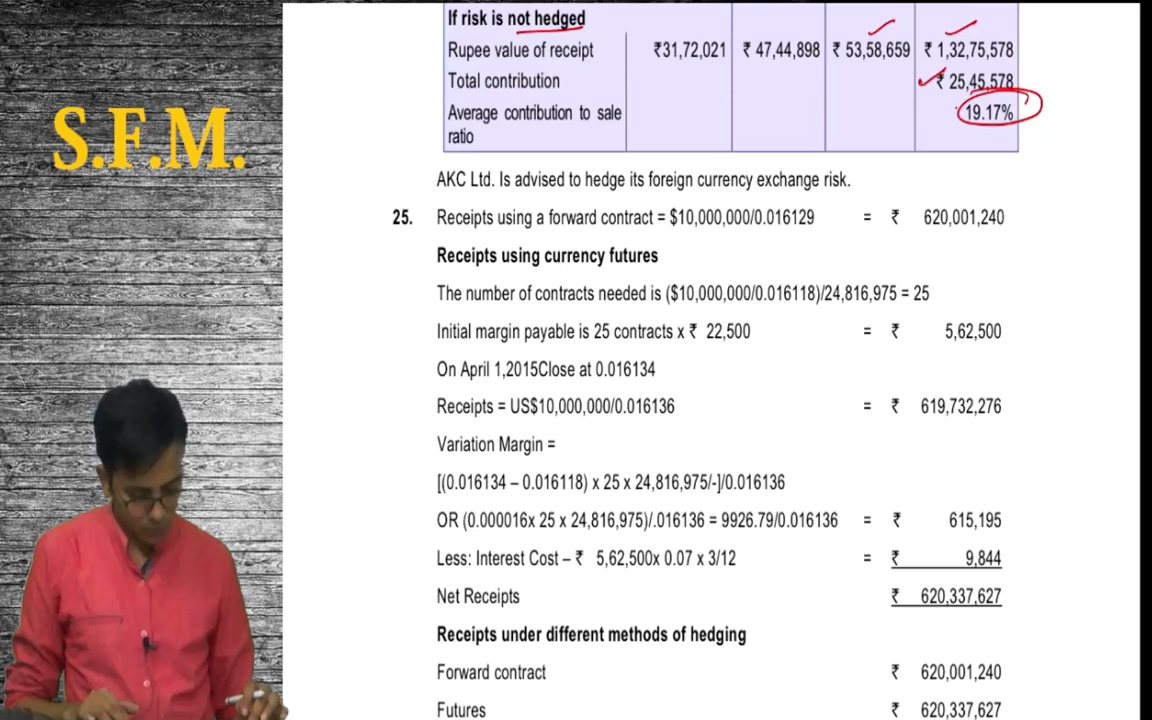 S.F.M.
If risk is not hedged
Rupee value of receipt ₹31,72,021 ₹ 47,44,898 ₹ 53,58,659 ₹ 1,32,75,578
Total contribution ₹ 25,45,578
Average contribution to sale ratio 19.17%
AKC Ltd. Is advised to hedge its foreign currency exchange risk.
25. Receipts using a forward contract = $10,000,000/0.016129 = ₹ 620,001,240
Receipts using currency futures
The number of contracts needed is ($10,000,000/0.016118)/24,816,975 = 25
Initial margin payable is 25 contracts x ₹ 22,500 = ₹ 5,62,500
On April 1,2015Close at 0.016134
Receipts = US$10,000,000/0.016136 = ₹ 619,732,276
Variation Margin =
[(0.016134 – 0.016118) x 25 x 24,816,975/-]/0.016136
OR (0.000016x 25 x 24,816,975)/.016136 = 9926.79/0.016136 = ₹ 615,195
Less: Interest Cost – ₹ 5,62,500x 0.07 x 3/12 = ₹ 9,844
Net Receipts ₹ 620,337,627
Receipts under different methods of hedging
Forward contract ₹ 620,001,240
Futures ₹ 620,337,627